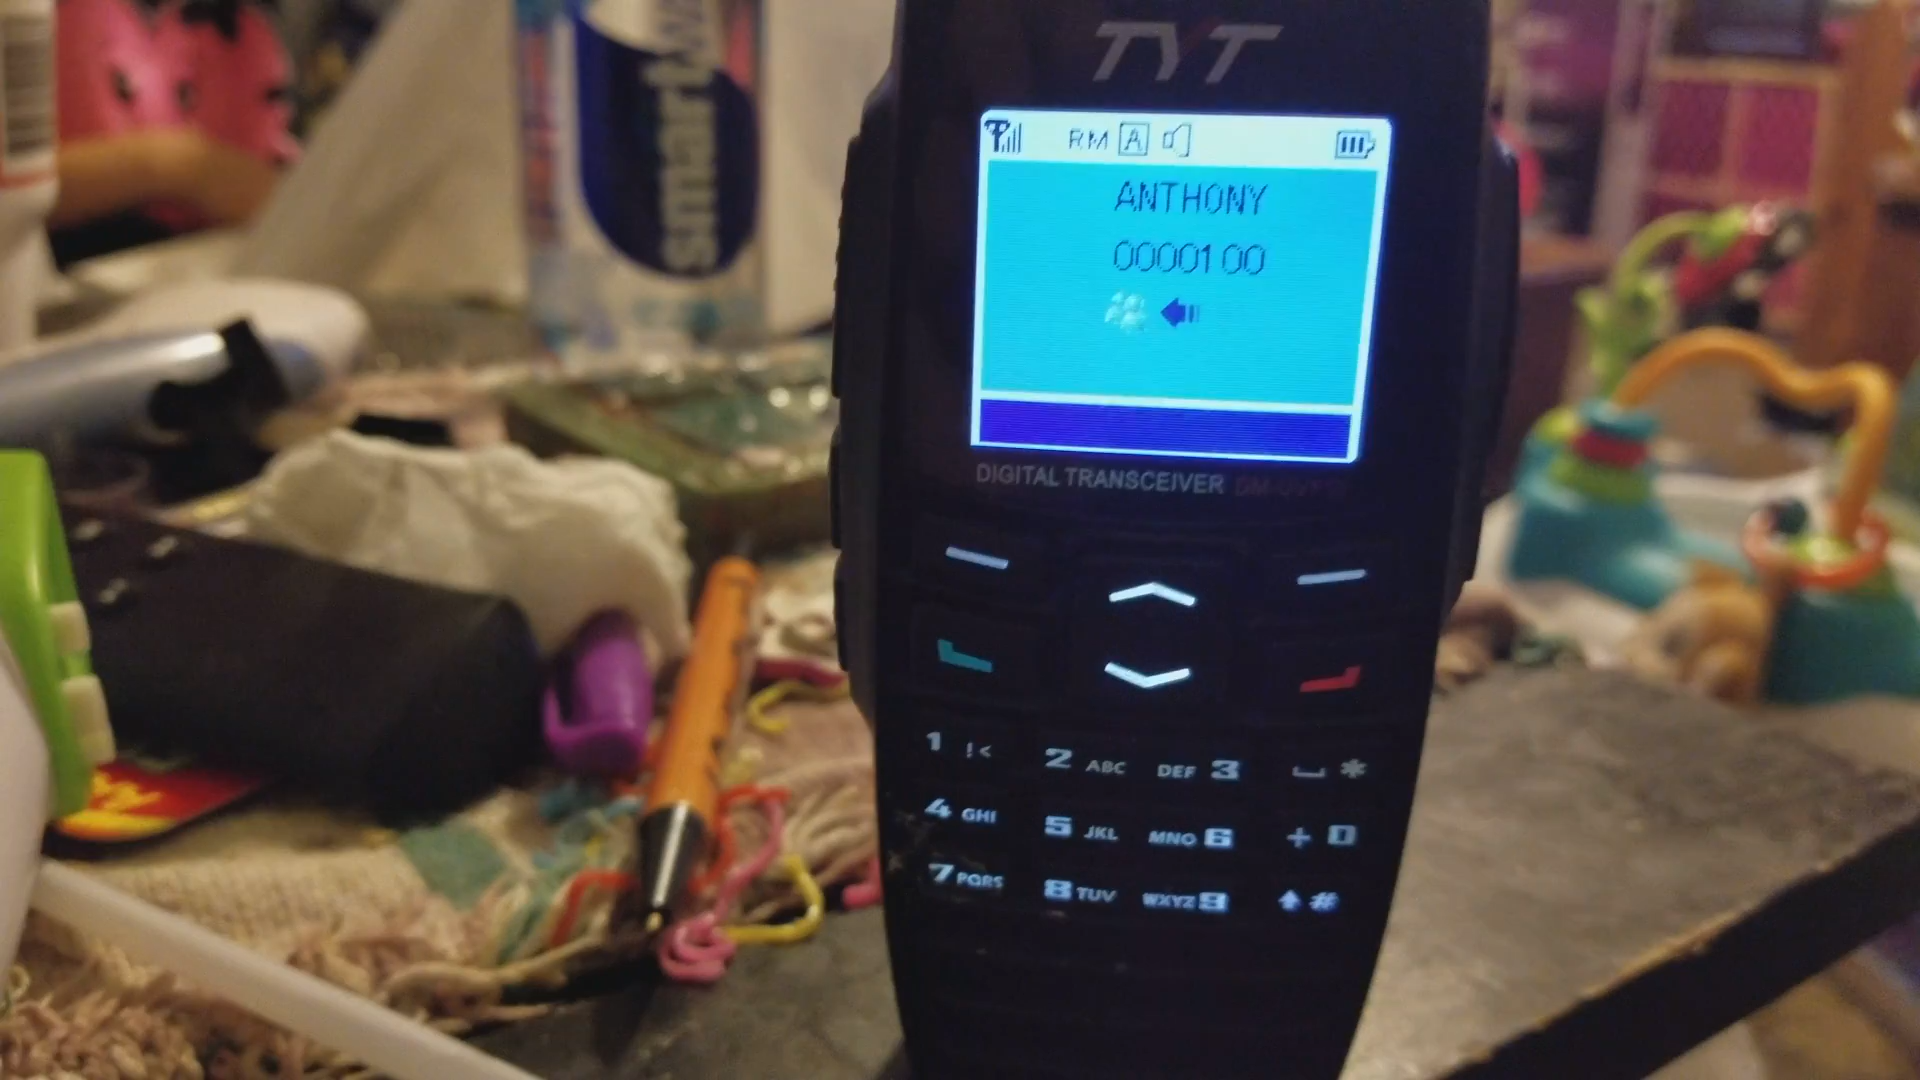 smart
TYT
RM A
ANTHONY
0000100
DIGITAL TRANSCEIVER
1 !<
2 ABC
DEF 3
*
4 GHI
5 JKL
MNO 6
+ 0
7 PQRS
8 TUV
WXYZ 9
#